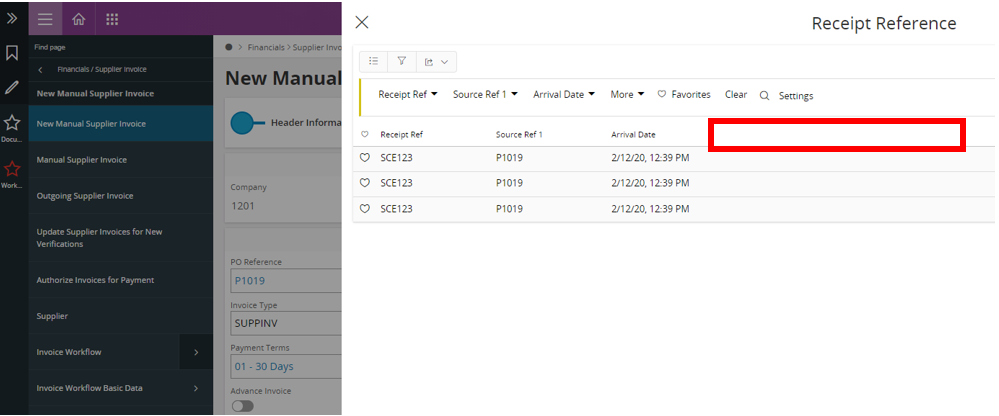 Receipt Reference
Find page
Financials > Supplier Invo
Financials / Supplier Invoice
New Manual Supplier Invoice
New Manual
New Manual Supplier Invoice
Header Informa
Docu...
Manual Supplier Invoice
Work...
Outgoing Supplier Invoice
Company
1201
Update Supplier Invoices for New
Verifications
Authorize Invoices for Payment
PO Reference
P1019
Supplier
Invoice Type
SUPPINV
Invoice Workflow
Payment Terms
01 - 30 Days
Invoice Workflow Basic Data
Advance Invoice
Receipt Ref Source Ref 1 Arrival Date More Favorites Clear Settings
Receipt Ref Source Ref 1 Arrival Date
SCE123 P1019 2/12/20, 12:39 PM
SCE123 P1019 2/12/20, 12:39 PM
SCE123 P1019 2/12/20, 12:39 PM